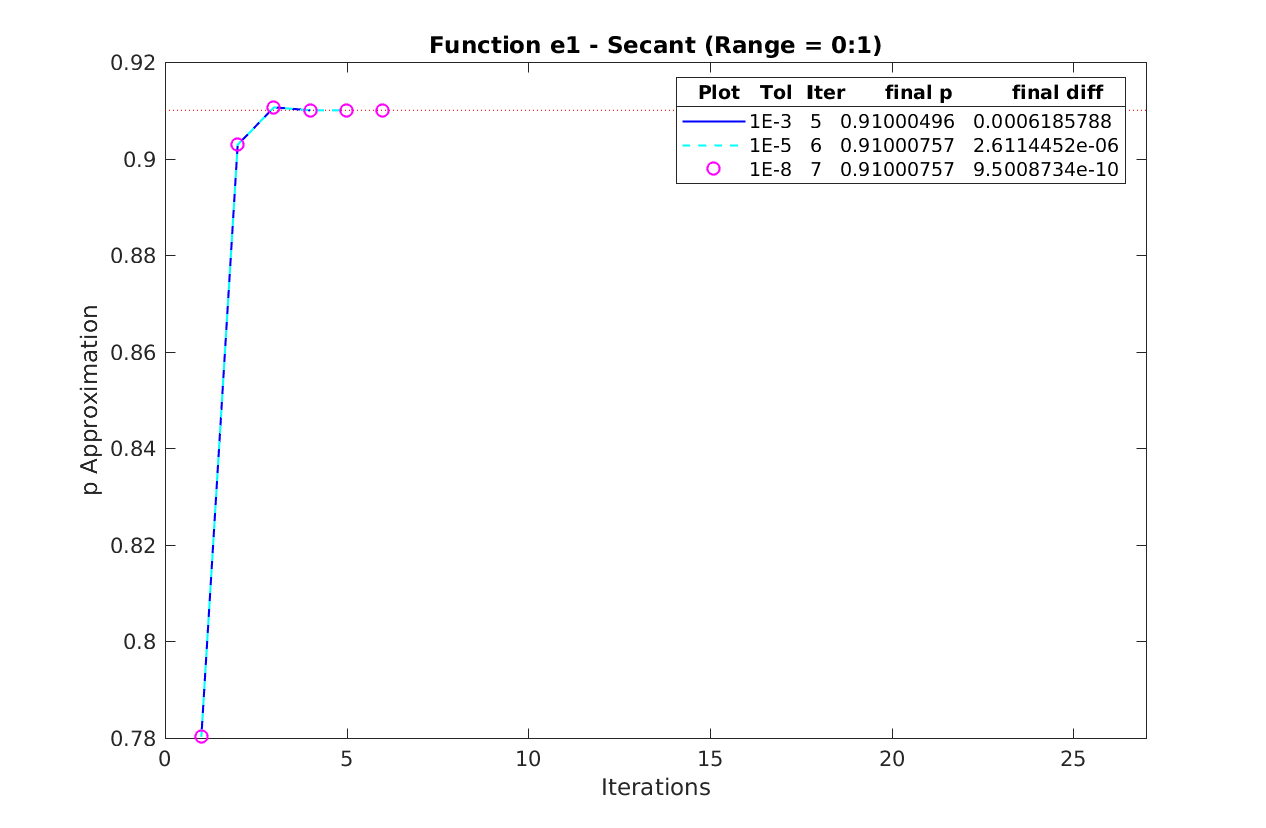 Function e1 - Secant (Range = 0:1)
Plot Tol Iter final p final diff
1E-3 5 0.91000496 0.0006185788
1E-5 6 0.91000757 2.6114452e-06
1E-8 7 0.91000757 9.5008734e-10
p Approximation
0.92
0.9
0.88
0.86
0.84
0.82
0.8
0.78
0 5 10 15 20 25
Iterations